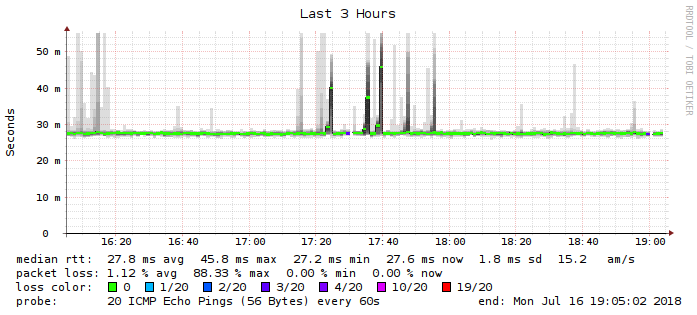 Last 3 Hours
RRDTOOL / TOBI OETIKER
Seconds
50 m
40 m
30 m
20 m
10 m
0
16:20 16:40 17:00 17:20 17:40 18:00 18:20 18:40 19:00
median rtt: 27.8 ms avg 45.8 ms max 27.2 ms min 27.6 ms now 1.8 ms sd 15.2 am/s
packet loss: 1.12 % avg 88.33 % max 0.00 % min 0.00 % now
loss color: 0 1/20 2/20 3/20 4/20 10/20 19/20
probe: 20 ICMP Echo Pings (56 Bytes) every 60s end: Mon Jul 16 19:05:02 2018